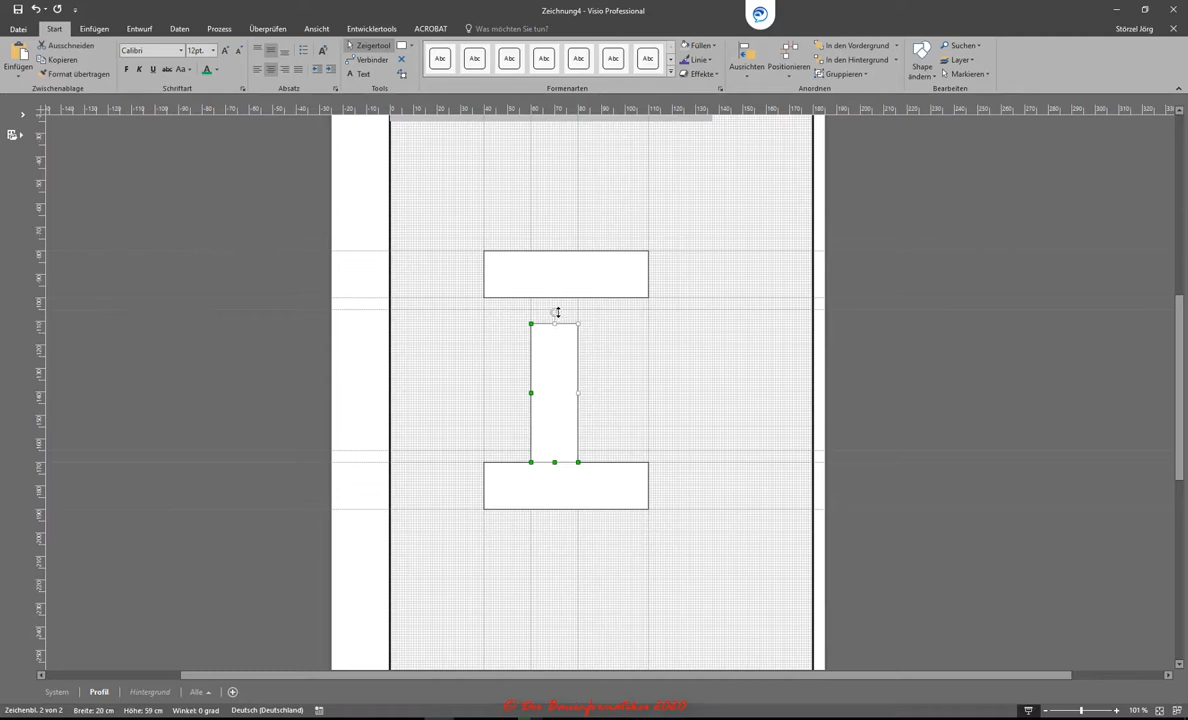 Zeichnung4 - Visio Professional
Datei Start Einfügen Entwurf Daten Prozess Überprüfen Ansicht Entwicklertools ACROBAT Was möchten Sie tun? Störzel Jörg
Einfügen
Ausschneiden
Kopieren
Format übertragen
Zwischenablage
Calibri 12pt.
F K U abc Aa A
Schriftart
Absatz
Zeigertool
Verbinder
Text
Tools
Abc Abc Abc Abc Abc Abc Abc
Füllen
Linie
Effekte
Formenarten
Ausrichten Positionieren
In den Vordergrund
In den Hintergrund
Gruppieren
Anordnen
Shape ändern
Suchen
Layer
Markieren
Bearbeitung
System Profil Hintergrund Alle
Zeichenbl. 2 von 2 Breite: 20 cm Höhe: 59 cm Winkel: 0 grad Deutsch (Deutschland) 101 %